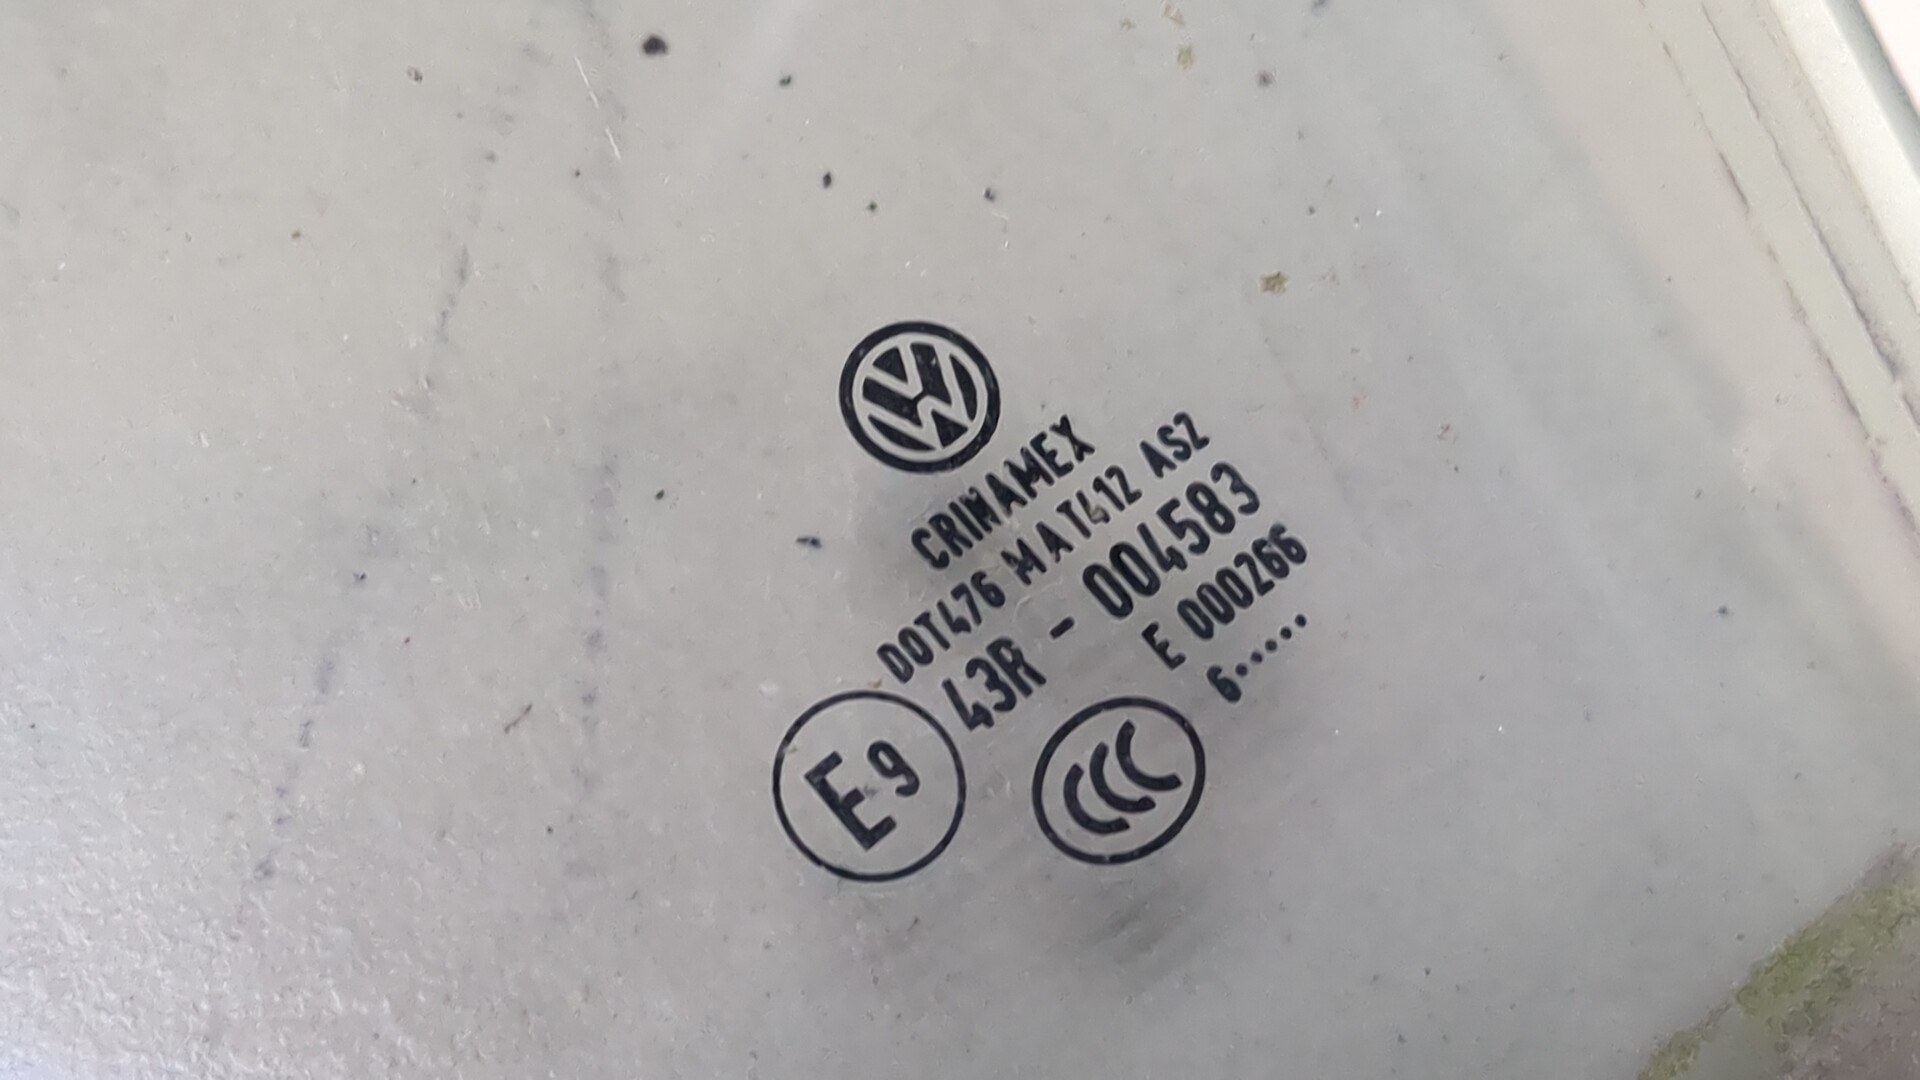 CRINAMEX
DOT476 MAT412 AS2
43R - 004583
E 000266
6.....
E9
CCC